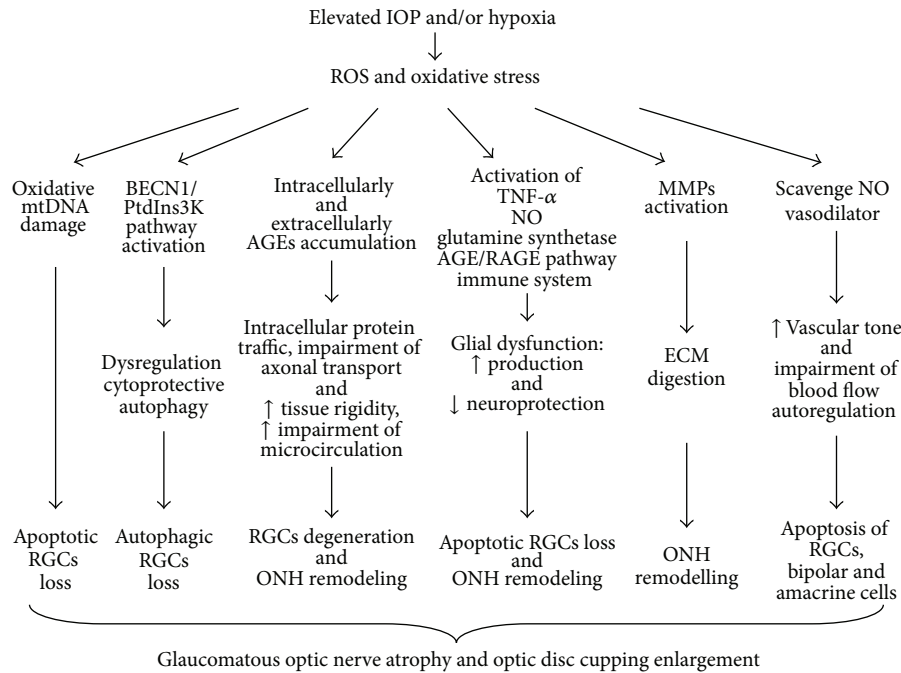 Elevated IOP and/or hypoxia
ROS and oxidative stress
Oxidative
mtDNA
damage
BECN1/
PtdIns3K
pathway
activation
Intracellularly
and
extracellularly
AGEs accumulation
Activation of
TNF-α
NO
glutamine synthetase
AGE/RAGE pathway
immune system
MMPs
activation
Scavenge NO
vasodilator
Dysregulation
cytoprotective
autophagy
Intracellular protein
traffic, impairment of
axonal transport
and
↑ tissue rigidity,
↑ impairment of
microcirculation
Glial dysfunction:
↑ production
and
↓ neuroprotection
ECM
digestion
↑ Vascular tone
and
impairment of
blood flow
autoregulation
Apoptotic
RGCs
loss
Autophagic
RGCs
loss
RGCs degeneration
and
ONH remodeling
Apoptotic RGCs loss
and
ONH remodeling
ONH
remodelling
Apoptosis of
RGCs,
bipolar and
amacrine cells
Glaucomatous optic nerve atrophy and optic disc cupping enlargement